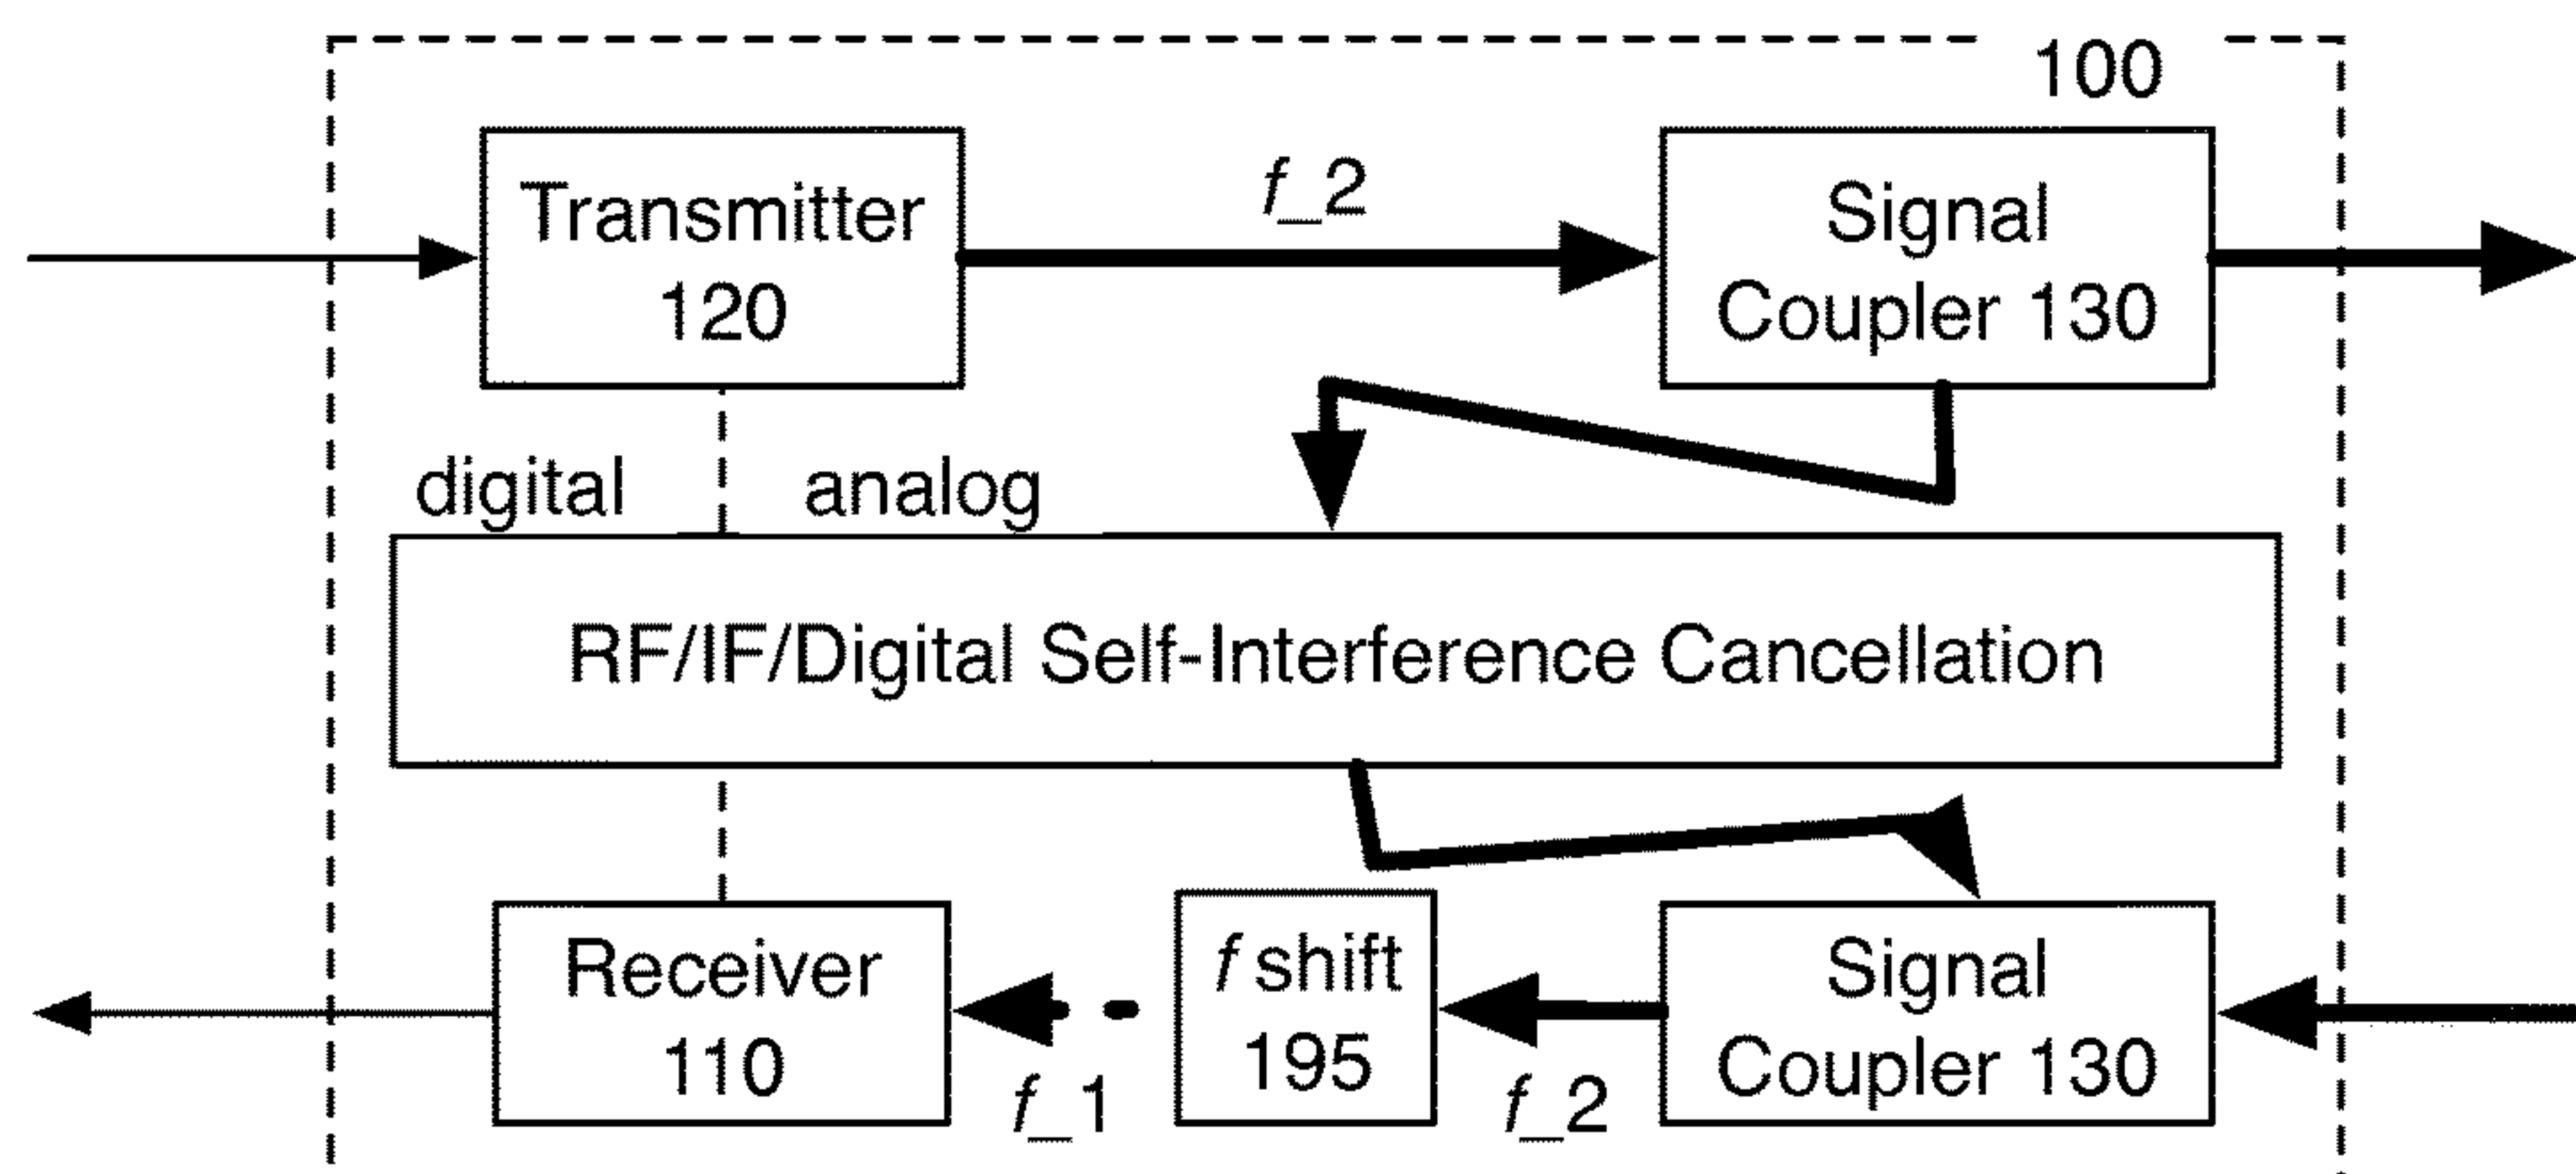 100
Transmitter
120
f_2
Signal
Coupler 130
digital
analog
RF/IF/Digital Self-Interference Cancellation
Receiver
110
f_1
f shift
195
f_2
Signal
Coupler 130